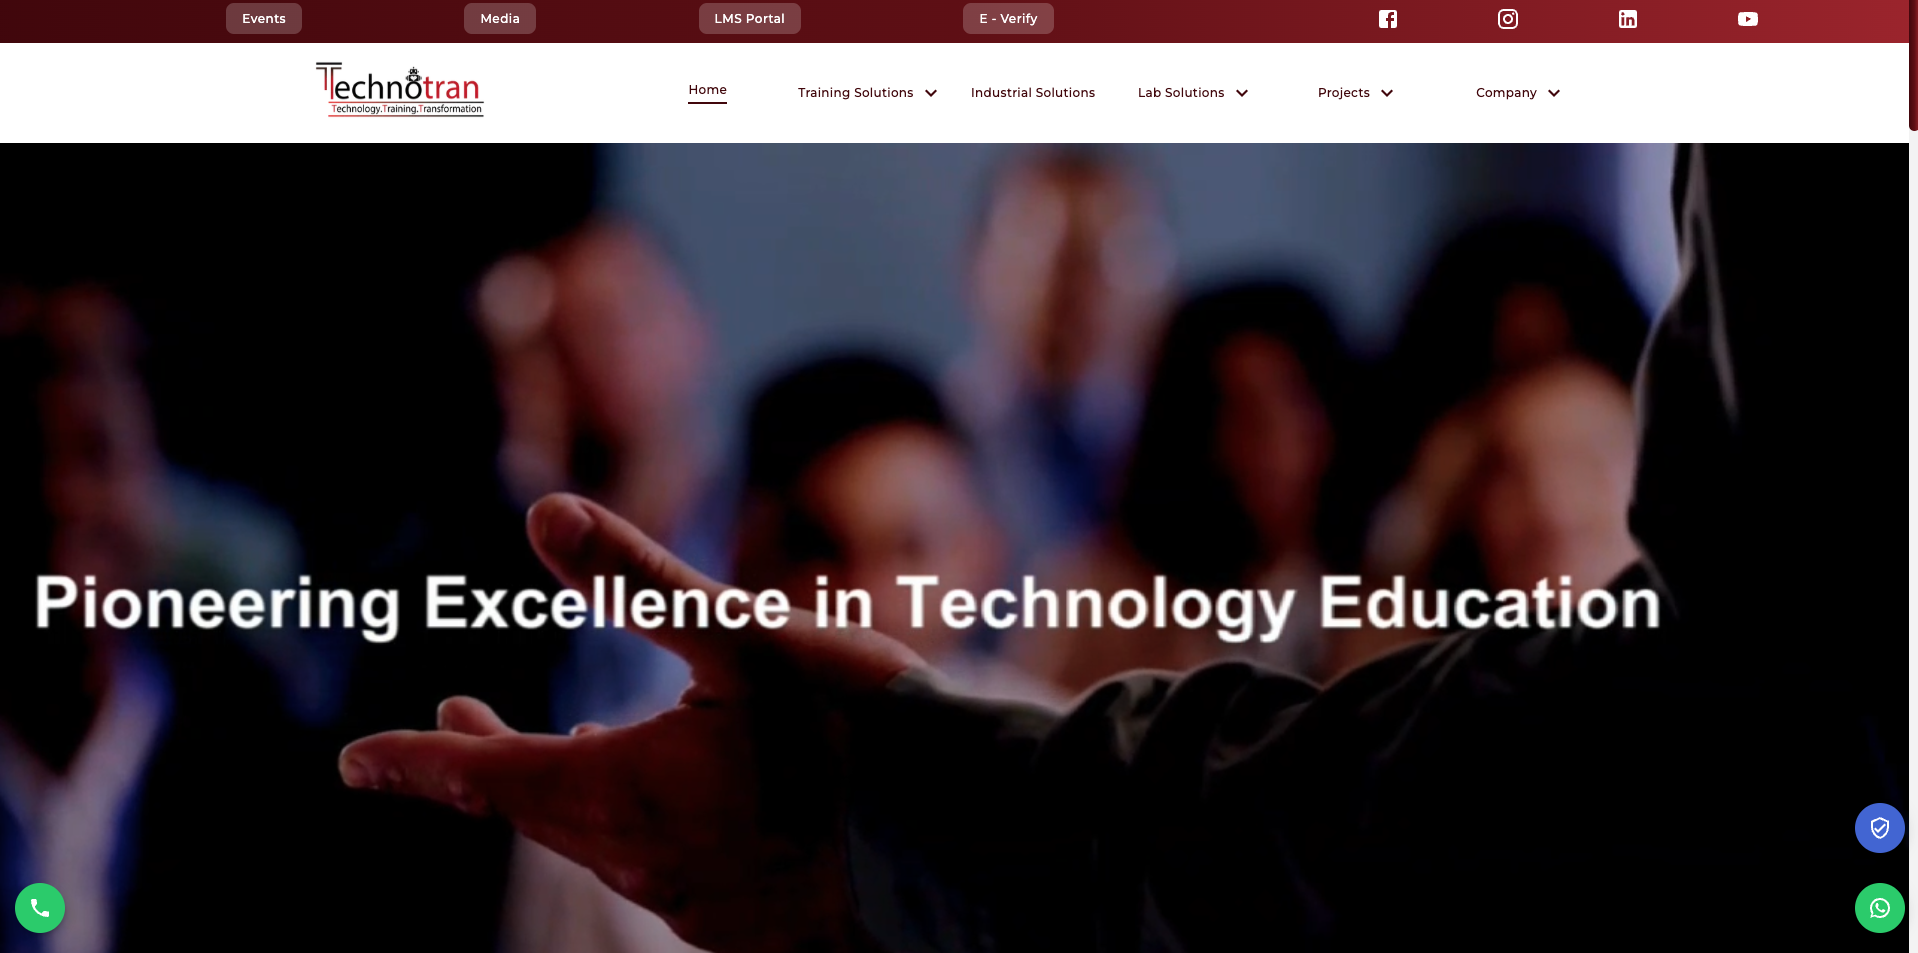 Events Media LMS Portal E - Verify
Technotran
Technology.Training.Transformation
Home Training Solutions Industrial Solutions Lab Solutions Projects Company
Pioneering Excellence in Technology Education